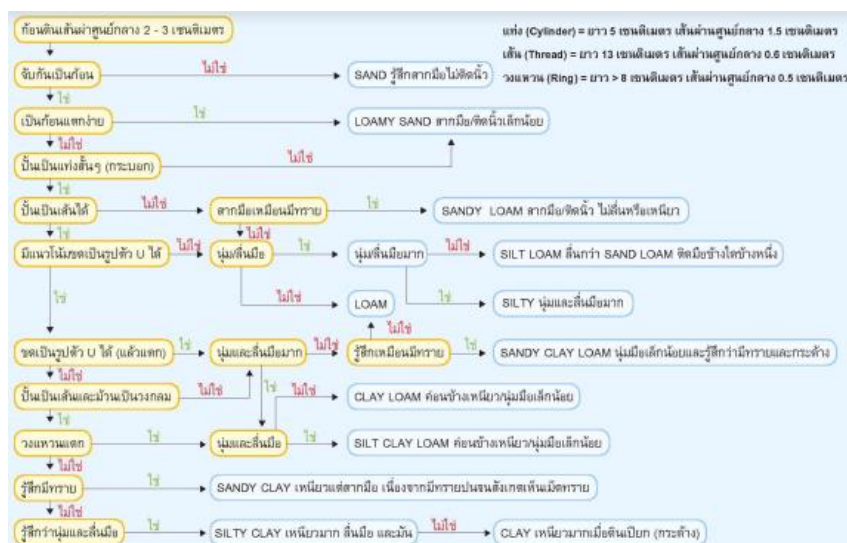 ก้อนดินเส้นผ่าศูนย์กลาง 2 - 3 เซนติเมตร
แท่ง (Cylinder) = ยาว 5 เซนติเมตร เส้นผ่านศูนย์กลาง 1.5 เซนติเมตร
เส้น (Thread) = ยาว 13 เซนติเมตร เส้นผ่านศูนย์กลาง 0.6 เซนติเมตร
วงแหวน (Ring) = ยาว > 8 เซนติเมตร เส้นผ่านศูนย์กลาง 0.5 เซนติเมตร
จับกันเป็นก้อน ไม่ใช่ SAND รู้สึกสากมือไม่ติดนิ้ว
ใช่
เป็นก้อนแตกง่าย ใช่ LOAMY SAND สากมือ/ติดนิ้วเล็กน้อย
ไม่ใช่
ปั้นเป็นแท่งสั้นๆ (กระบอก) ไม่ใช่
ใช่
ปั้นเป็นเส้นได้ ไม่ใช่ สากมือเหมือนมีทราย ใช่ SANDY LOAM สากมือ/ติดนิ้ว ไม่ลื่นหรือเหนียว
ใช่ ไม่ใช่
มีแนวโน้มขดเป็นรูปตัว U ได้ ไม่ใช่ นุ่ม/ลื่นมือ ใช่ นุ่ม/ลื่นมือมาก ไม่ใช่ SILT LOAM ลื่นกว่า SAND LOAM ติดมือข้างใดข้างหนึ่ง
ใช่ ไม่ใช่ LOAM ใช่ SILTY นุ่มและลื่นมือมาก
ไม่ใช่
ขดเป็นรูปตัว U ได้ (แล้วแตก) ใช่ นุ่มและลื่นมือมาก ไม่ใช่ รู้สึกเหมือนมีทราย ใช่ SANDY CLAY LOAM นุ่มมือเล็กน้อยและรู้สึกว่ามีทรายและกระด้าง
ไม่ใช่
ปั้นเป็นเส้นและม้วนเป็นวงกลม ไม่ใช่ ใช่ ไม่ใช่ CLAY LOAM ค่อนข้างเหนียว/นุ่มมือเล็กน้อย
ใช่
วงแหวนแตก ใช่ นุ่มและลื่นมือ ใช่ SILT CLAY LOAM ค่อนข้างเหนียว/นุ่มมือเล็กน้อย
ไม่ใช่
รู้สึกมีทราย ใช่ SANDY CLAY เหนียวแต่สากมือ เนื่องจากมีทรายปนจนสังเกตเห็นเม็ดทราย
ไม่ใช่
รู้สึกว่านุ่มและลื่นมือ ใช่ SILTY CLAY เหนียวมาก ลื่นมือ และมัน ไม่ใช่ CLAY เหนียวมากเมื่อดินเปียก (กระด้าง)